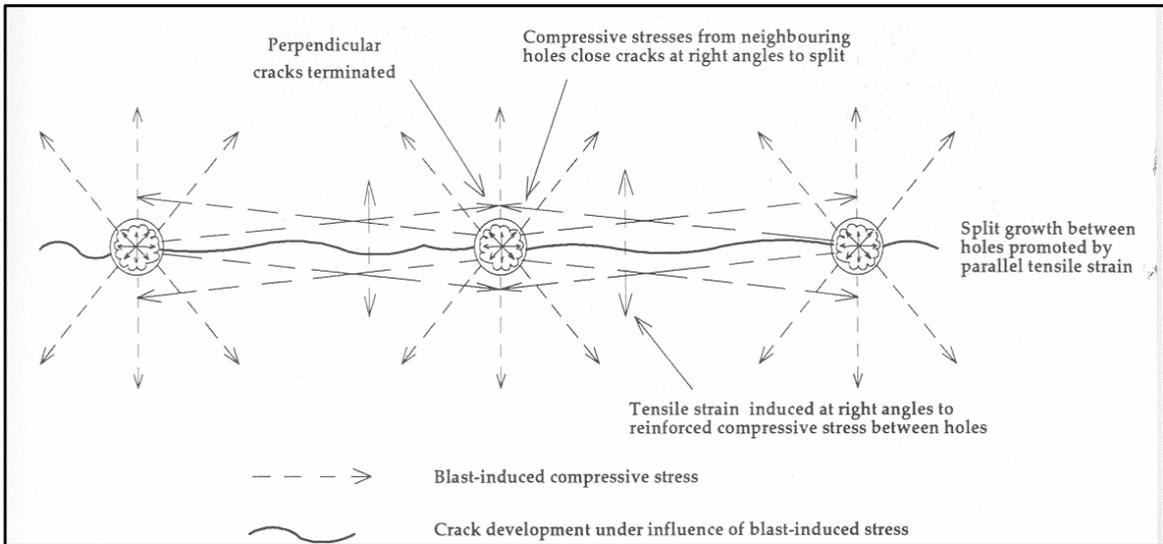 Perpendicular
cracks terminated
Compressive stresses from neighbouring
holes close cracks at right angles to split
Split growth between
holes promoted by
parallel tensile strain
Tensile strain induced at right angles to
reinforced compressive stress between holes
Blast-induced compressive stress
Crack development under influence of blast-induced stress